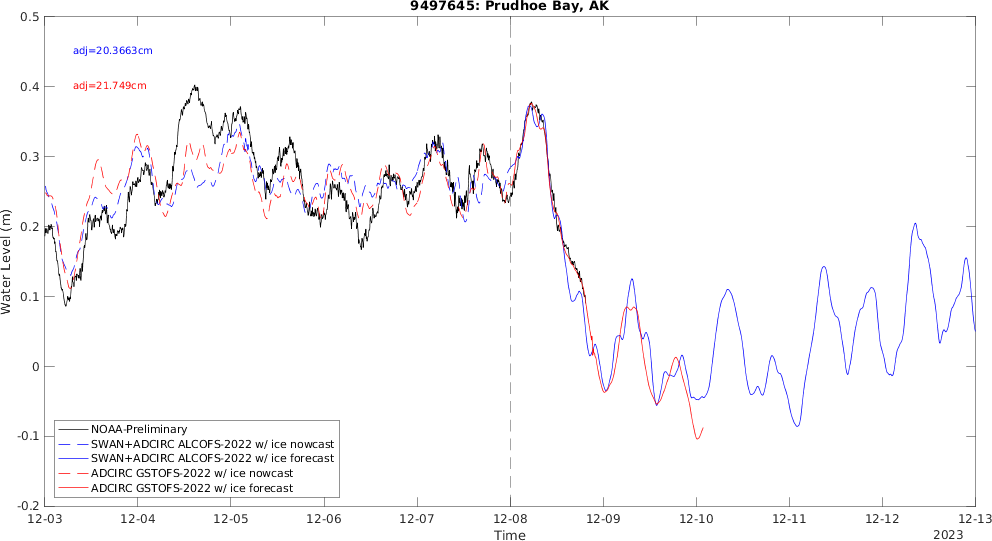 9497645: Prudhoe Bay, AK
0.5
adj=20.3663cm
0.4
adj=21.749cm
0.3
0.2
Water Level (m)
0.1
0
-0.1
-0.2
NOAA-Preliminary
SWAN+ADCIRC ALCOFS-2022 w/ ice nowcast
SWAN+ADCIRC ALCOFS-2022 w/ ice forecast
ADCIRC GSTOFS-2022 w/ ice nowcast
ADCIRC GSTOFS-2022 w/ ice forecast
12-03 12-04 12-05 12-06 12-07 12-08 12-09 12-10 12-11 12-12 12-13
Time
2023